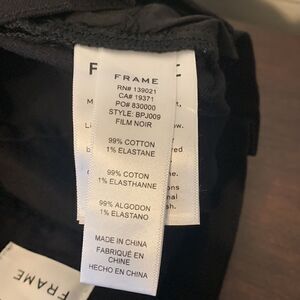 FRAME
RN# 139021
CA# 19371
PO# 830000
STYLE: BPJ009
FILM NOIR
99% COTTON
1% ELASTANE
99% COTON
1% ELASTHANNE
99% ALGODON
1% ELASTANO
MADE IN CHINA
FABRIQUÉ EN
CHINE
HECHO EN CHINA
FRAME